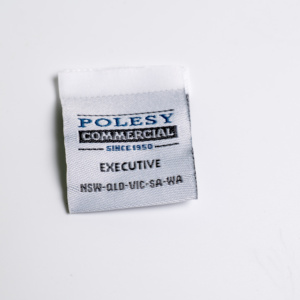 POLESY
COMMERCIAL
SINCE 1950
EXECUTIVE
NSW-QLD-VIC-SA-WA